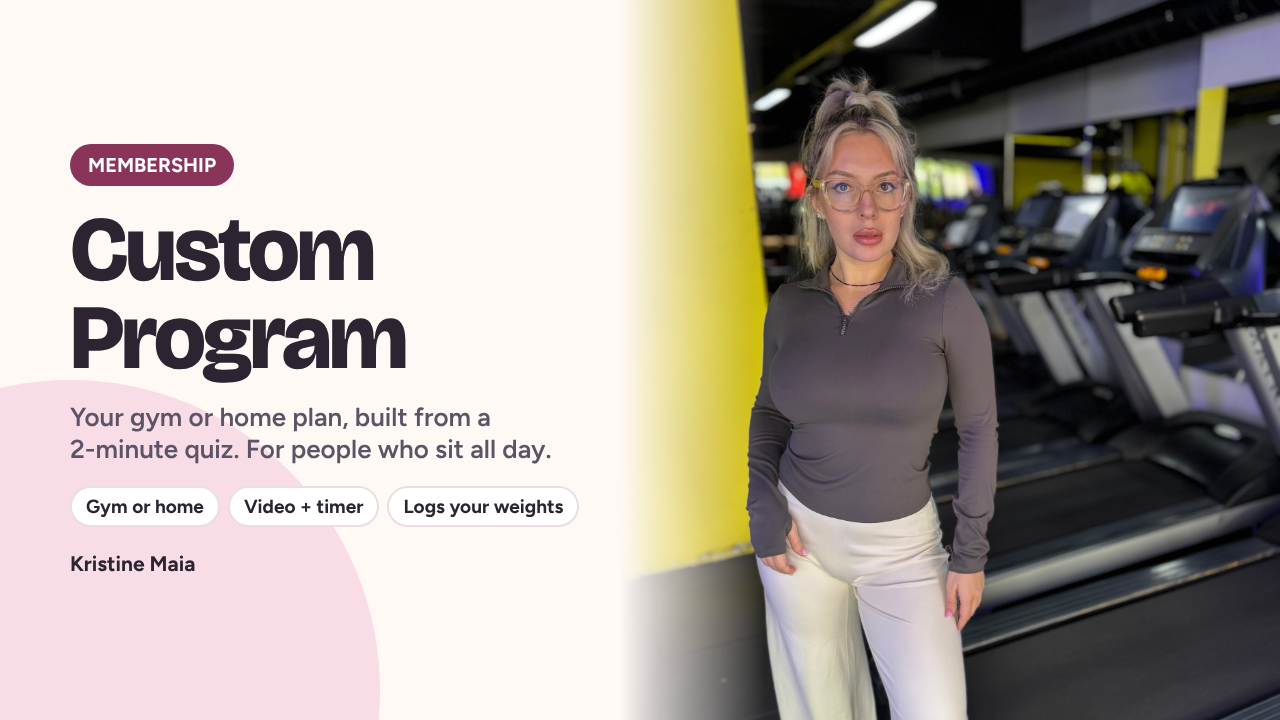 MEMBERSHIP
Custom
Program
Your gym or home plan, built from a
2-minute quiz. For people who sit all day.
Gym or home
Video + timer
Logs your weights
Kristine Maia